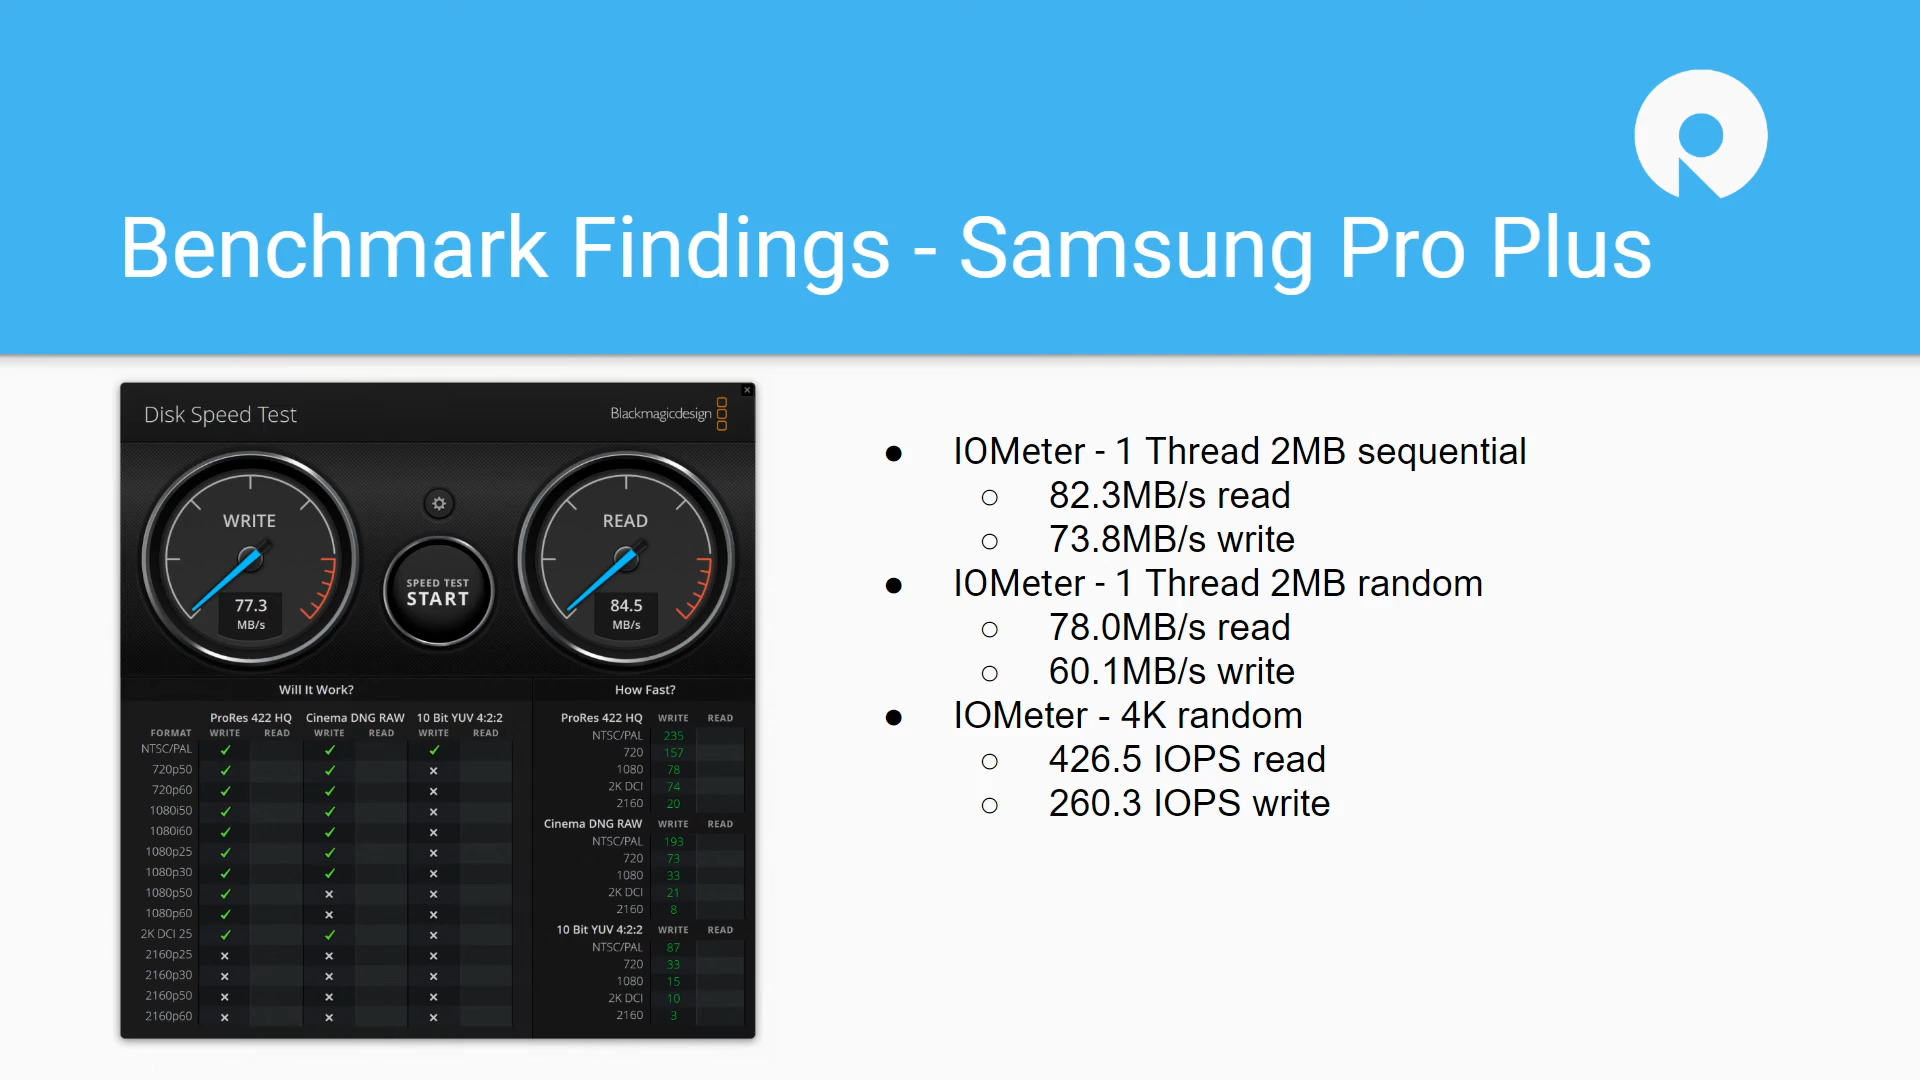 Benchmark Findings - Samsung Pro Plus
Disk Speed Test
Blackmagicdesign
WRITE
77.3
MB/s
SPEED TEST
START
READ
84.5
MB/s
Will It Work?
ProRes 422 HQ Cinema DNG RAW 10 Bit YUV 4:2:2
FORMAT WRITE READ WRITE READ WRITE READ
NTSC/PAL ✓ ✓ ✓
720p50 ✓ ✓ ×
720p60 ✓ ✓ ×
1080i50 ✓ ✓ ×
1080i60 ✓ ✓ ×
1080p25 ✓ ✓ ×
1080p30 ✓ ✓ ×
1080p50 ✓ × ×
1080p60 ✓ × ×
2K DCI 25 ✓ ✓ ×
2160p25 × × ×
2160p30 × × ×
2160p50 × × ×
2160p60 × × ×
How Fast?
ProRes 422 HQ WRITE READ
NTSC/PAL 235
720 157
1080 78
2K DCI 74
2160 20
Cinema DNG RAW WRITE READ
NTSC/PAL 193
720 73
1080 33
2K DCI 21
2160 8
10 Bit YUV 4:2:2 WRITE READ
NTSC/PAL 87
720 33
1080 15
2K DCI 10
2160 3
● IOMeter - 1 Thread 2MB sequential
○ 82.3MB/s read
○ 73.8MB/s write
● IOMeter - 1 Thread 2MB random
○ 78.0MB/s read
○ 60.1MB/s write
● IOMeter - 4K random
○ 426.5 IOPS read
○ 260.3 IOPS write